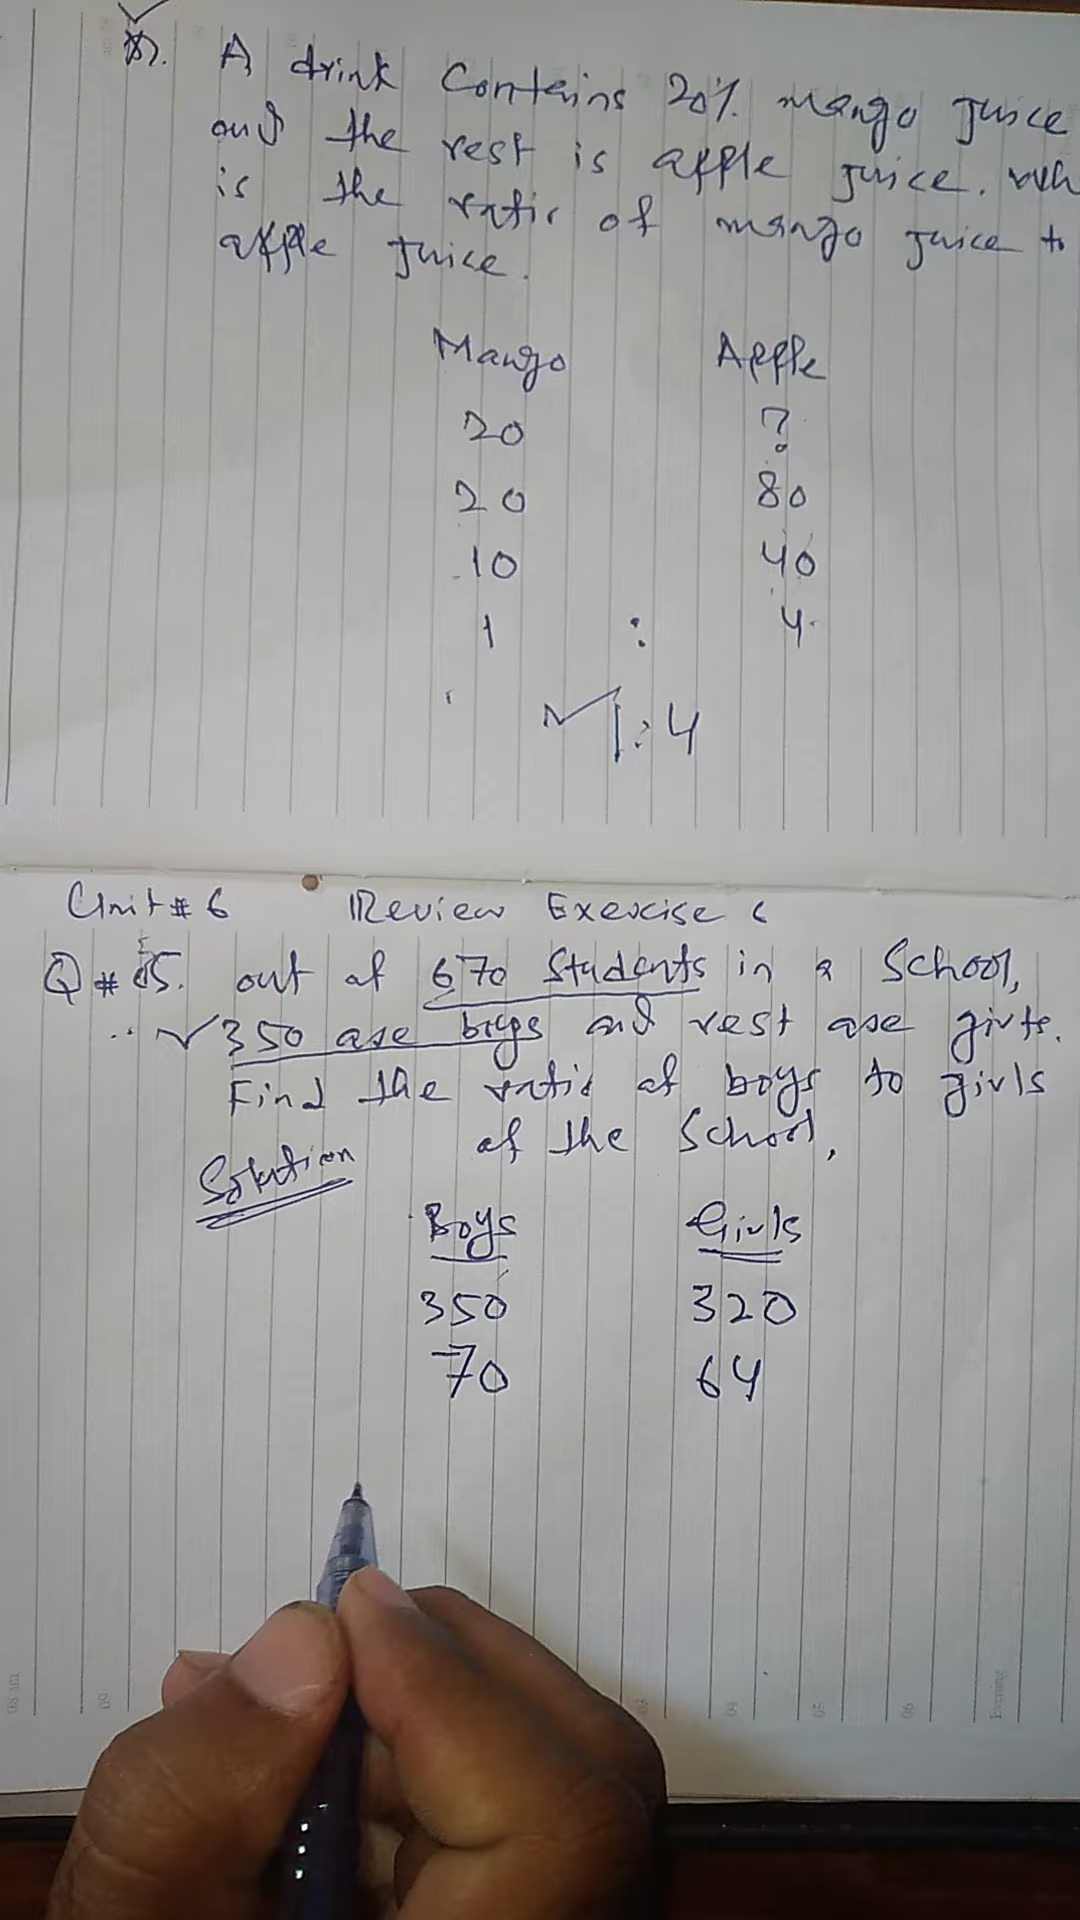 A drink Contains 20% mango juice
and the rest is apple juice.
is the ratio of mango juice to
apple juice.
Mango Apple
20 ?
20 80
10 40
1 : 4
1:4
Unit # 6 Review Exercise 6
Q # 05. out of 670 Students in a School,
350 are boys and rest are girls.
Find the ratio of boys to girls
of the School,
Solution
Boys Girls
350 320
70 64